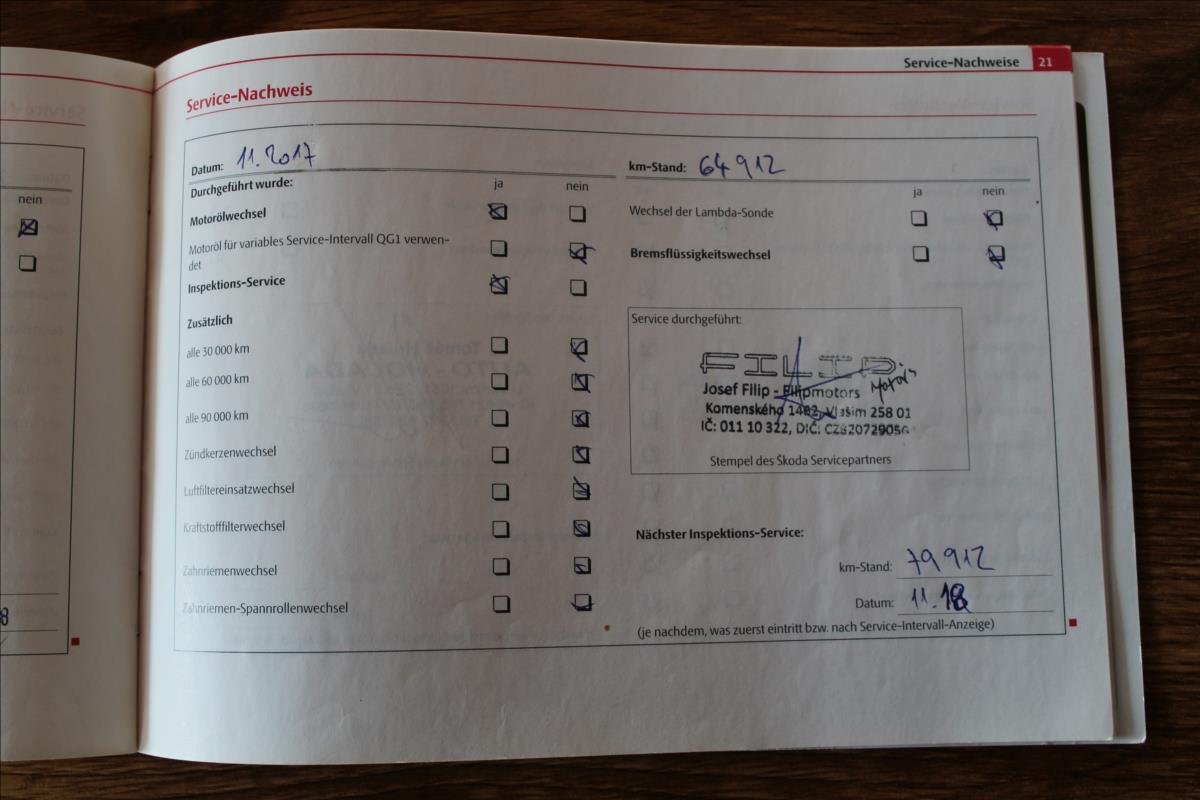 Service-Nachweise 21
Service-Nachweis
Datum: 11.2017
km-Stand: 64912
Durchgeführt wurde: ja nein
ja nein
nein
Motorölwechsel
Wechsel der Lambda-Sonde
Motoröl für variables Service-Intervall QG1 verwen-
det
Bremsflüssigkeitswechsel
Inspektions-Service
Zusätzlich
Service durchgeführt:
alle 30 000 km
alle 60 000 km
alle 90 000 km
Zündkerzenwechsel
Luftfiltereinsatzwechsel
Kraftstofffilterwechsel
Zahnriemenwechsel
Zahnriemen-Spannrollenwechsel
FILIP
Motors
Josef Filip - Filipmotors
Komenského 1482, Vlašim 258 01
IČ: 011 10 322, DIČ:
Stempel des Škoda Servicepartners
Nächster Inspektions-Service:
km-Stand: 79912
Datum: 11.18
(je nachdem, was zuerst eintritt bzw. nach Service-Intervall-Anzeige)